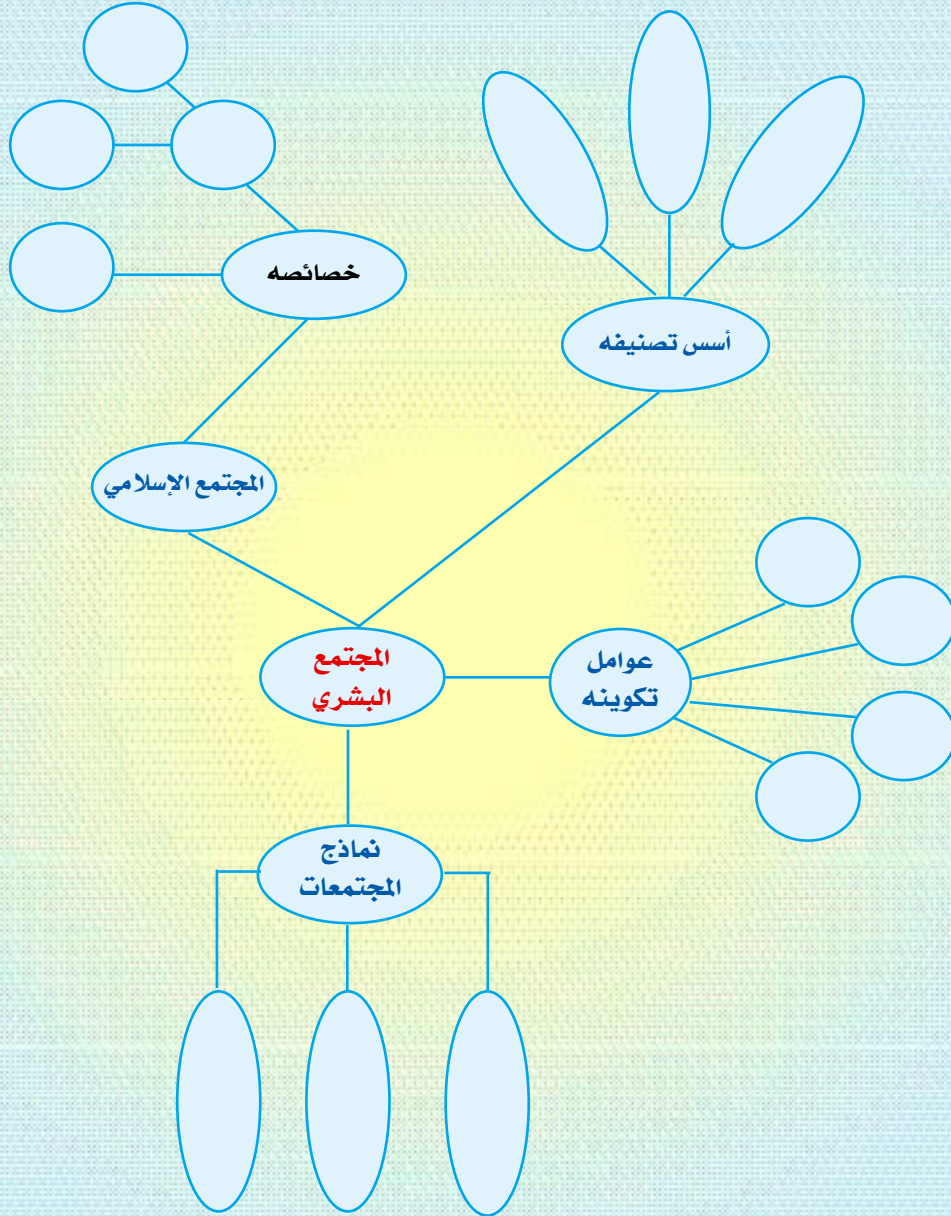 خصائصه
أسس تصنيفه
المجتمع الإسلامي
المجتمع
البشري
عوامل
تكوينه
نماذج
المجتمعات